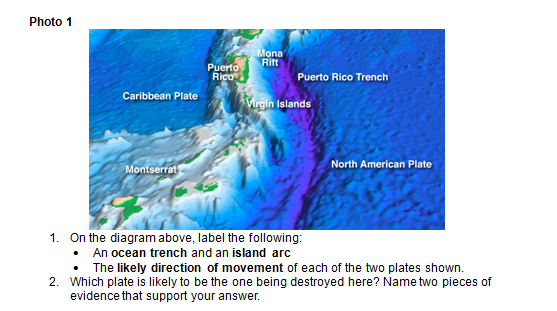 Photo 1
Mona
Rift
Puerto
Rico
Puerto Rico Trench
Caribbean Plate
Virgin Islands
North American Plate
Montserrat
1. On the diagram above, label the following:
• An ocean trench and an island arc
• The likely direction of movement of each of the two plates shown.
2. Which plate is likely to be the one being destroyed here? Name two pieces of
evidence that support your answer.